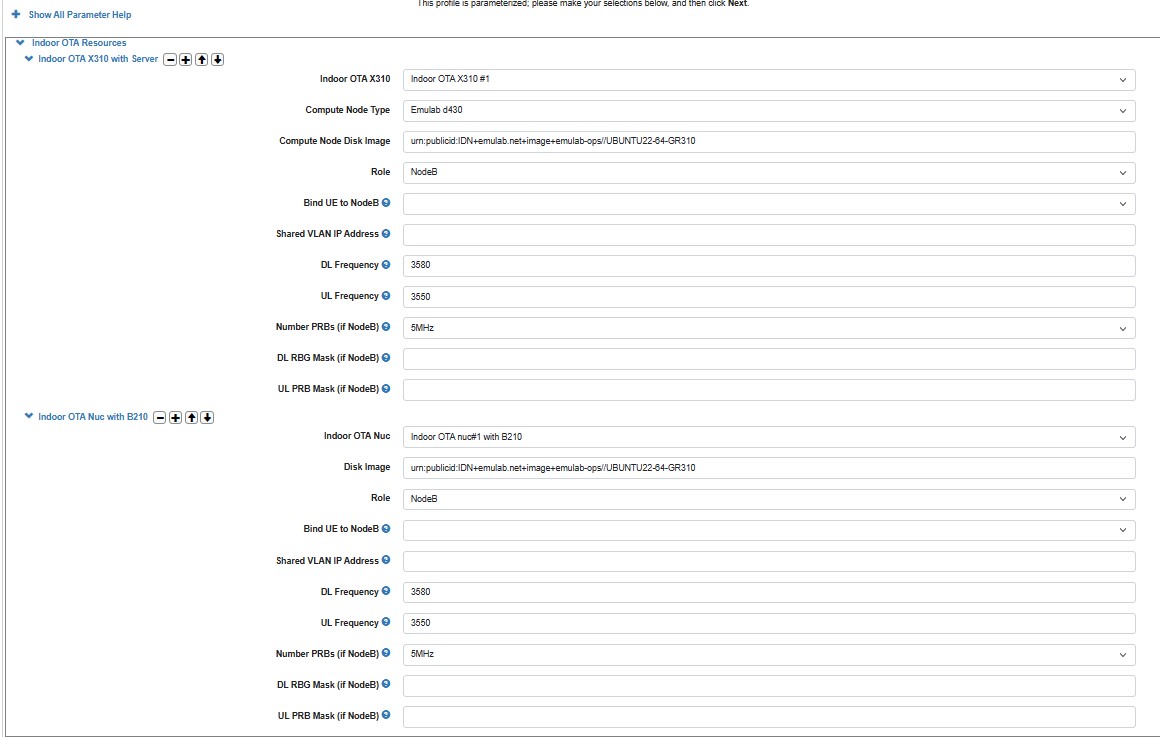 This profile is parameterized; please make your selections below, and then click Next.
Show All Parameter Help
Indoor OTA Resources
Indoor OTA X310 with Server
Indoor OTA X310 Indoor OTA X310 #1
Compute Node Type Emulab d430
Compute Node Disk Image urn:publicid:IDN+emulab.net+image+emulab-ops//UBUNTU22-64-GR310
Role NodeB
Bind UE to NodeB
Shared VLAN IP Address
DL Frequency 3580
UL Frequency 3550
Number PRBs (if NodeB) 5MHz
DL RBG Mask (if NodeB)
UL PRB Mask (if NodeB)
Indoor OTA Nuc with B210
Indoor OTA Nuc Indoor OTA nuc#1 with B210
Disk Image urn:publicid:IDN+emulab.net+image+emulab-ops//UBUNTU22-64-GR310
Role NodeB
Bind UE to NodeB
Shared VLAN IP Address
DL Frequency 3580
UL Frequency 3550
Number PRBs (if NodeB) 5MHz
DL RBG Mask (if NodeB)
UL PRB Mask (if NodeB)